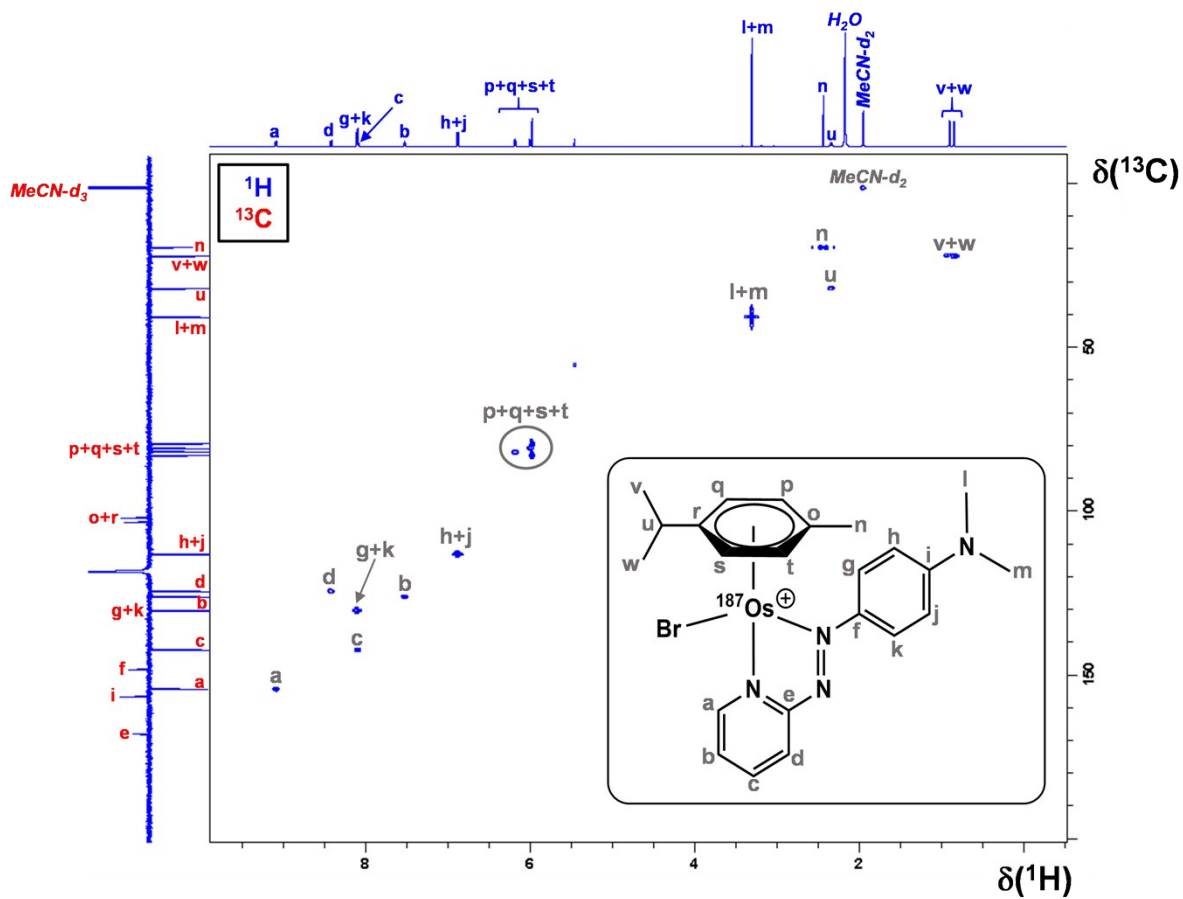 H2O
l+m
MeCN-d2
p+q+s+t
n
v+w
c
g+k
a
d
b
h+j
u
δ(13C)
1H
13C
MeCN-d3
MeCN-d2
n
v+w
n
v+w
u
u
l+m
l+m
50
p+q+s+t
p+q+s+t
o+r
100
h+j
h+j
g+k
d
b
d
g+k
b
c
c
f
a
a
150
i
e
l
v
q
p
r
o
n
N
u
h
i
w
s
t
g
m
187Os
⊕
j
Br
N
f
k
N
N
a
e
b
d
c
8
6
4
2
δ(1H)